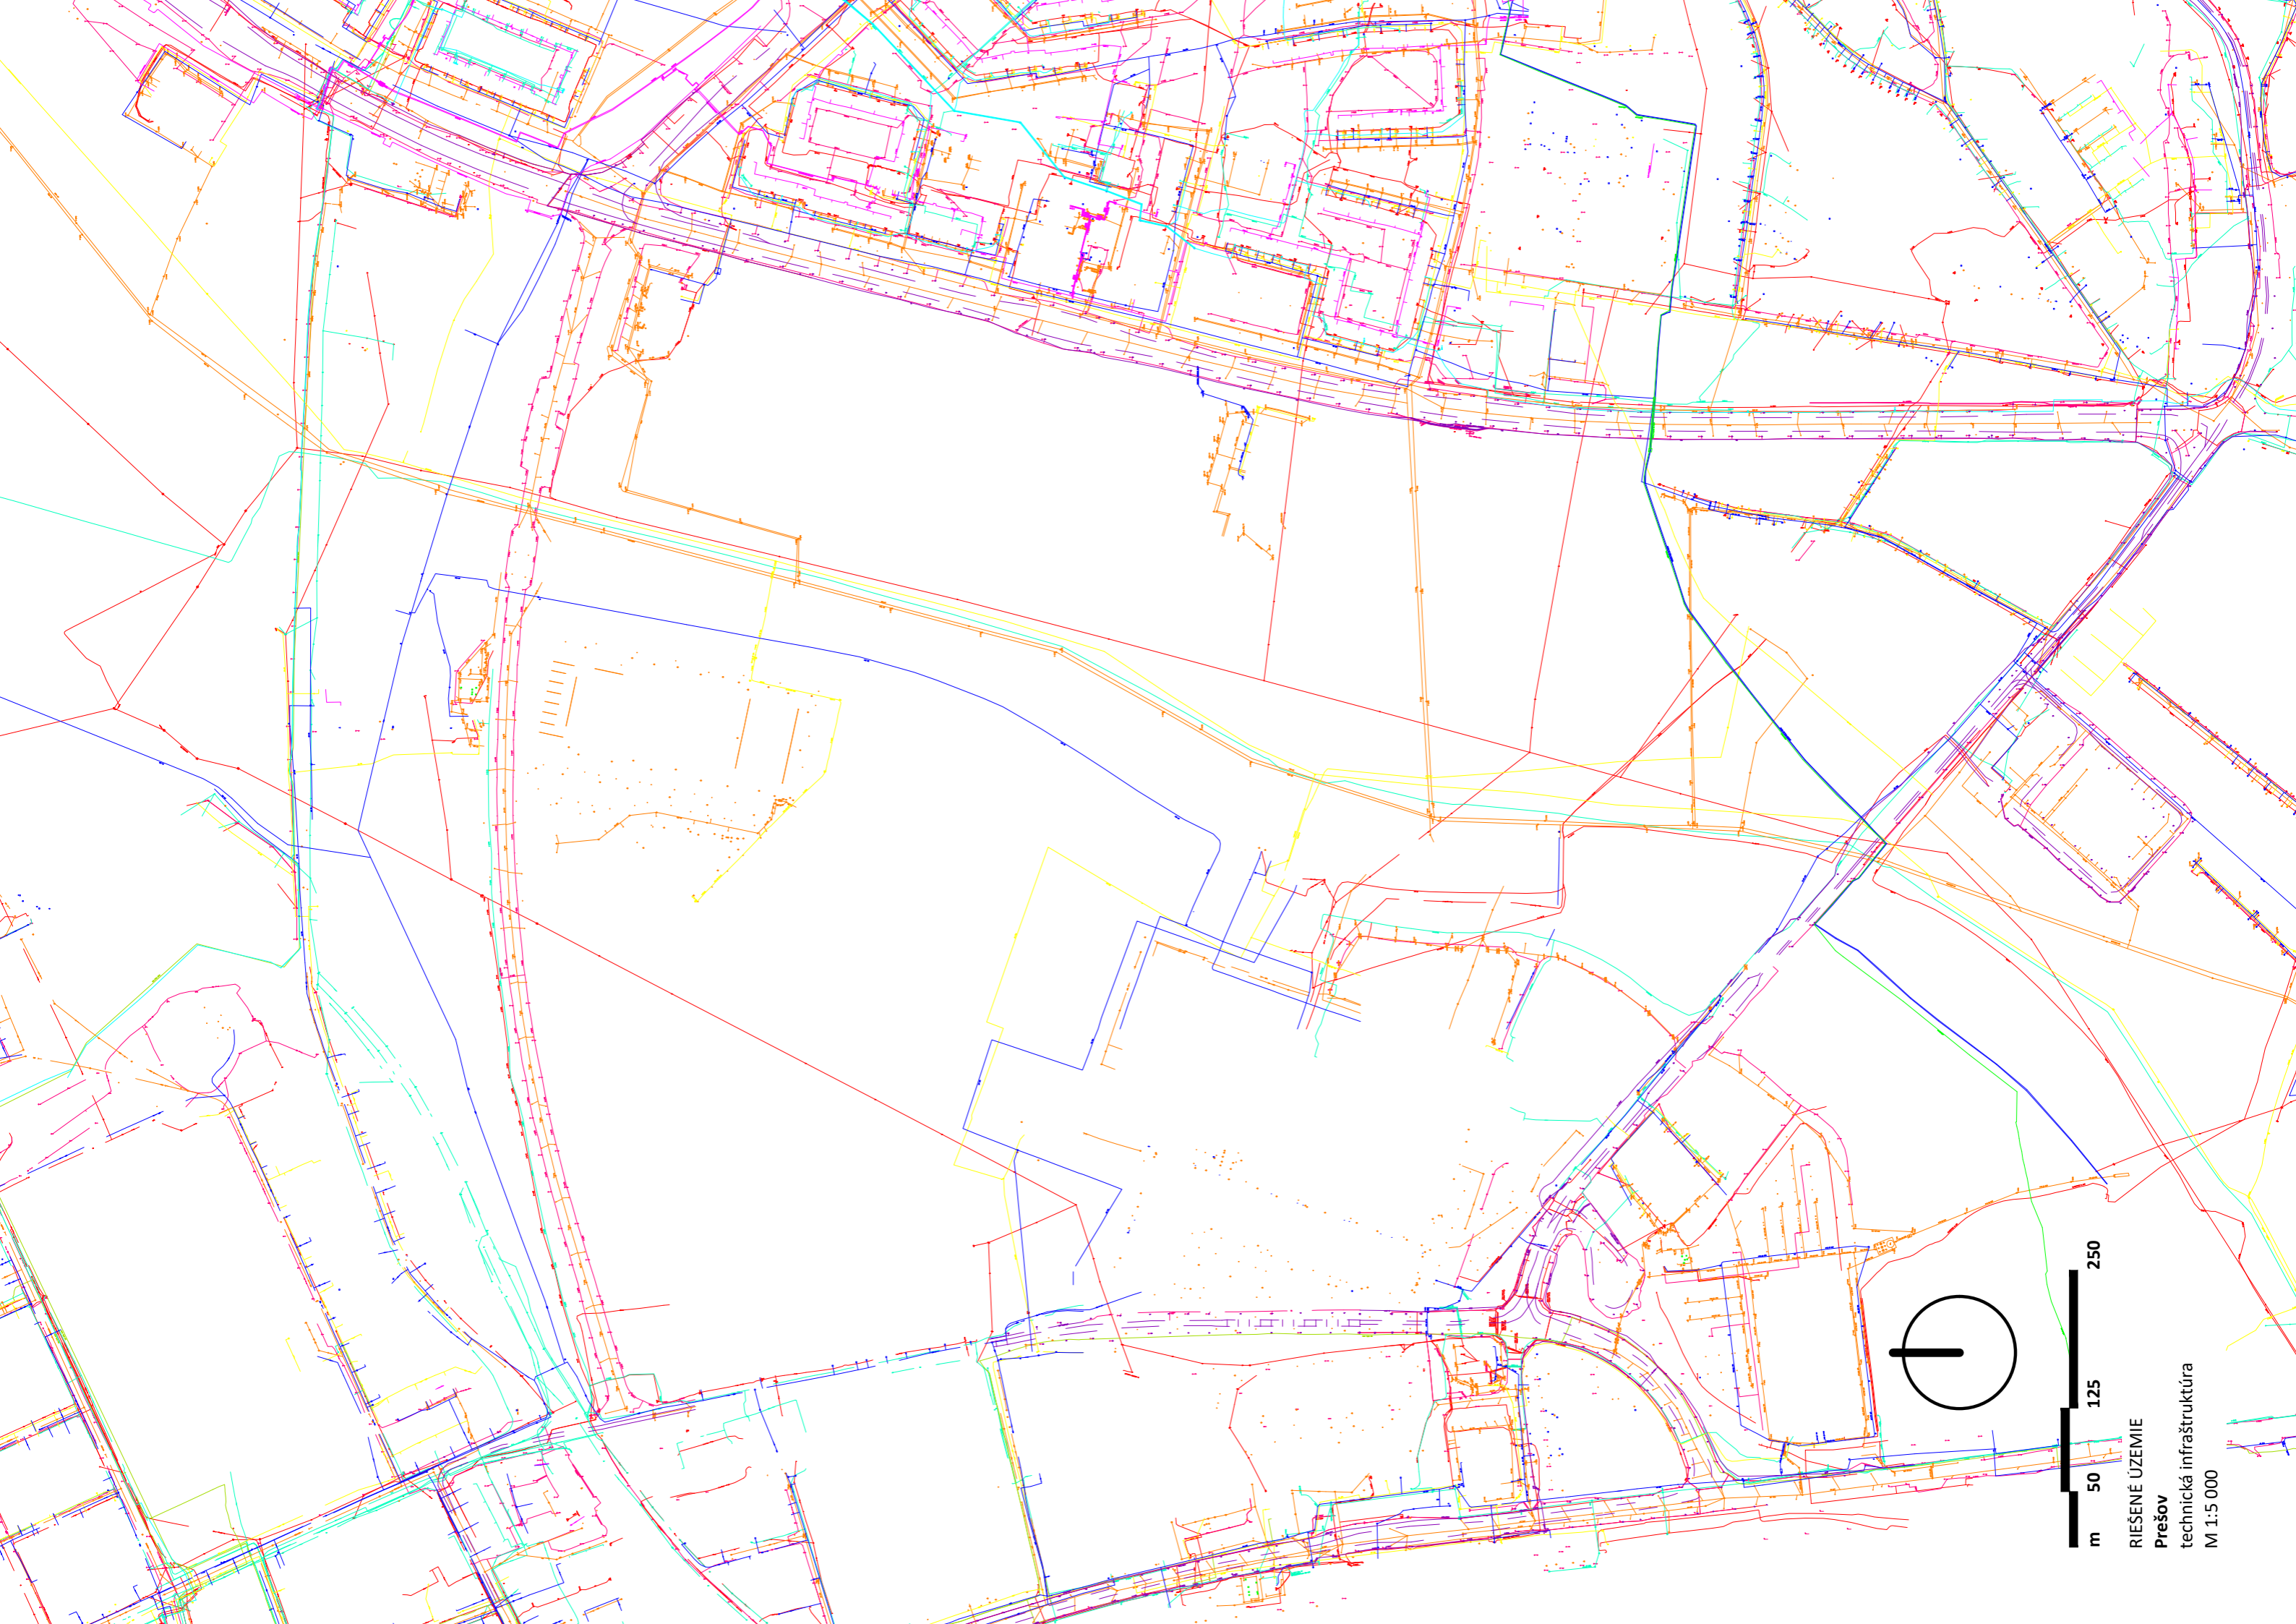 m 50 125 250
RIEŠENÉ ÚZEMIE
Prešov
technická infraštruktúra
M 1:5 000